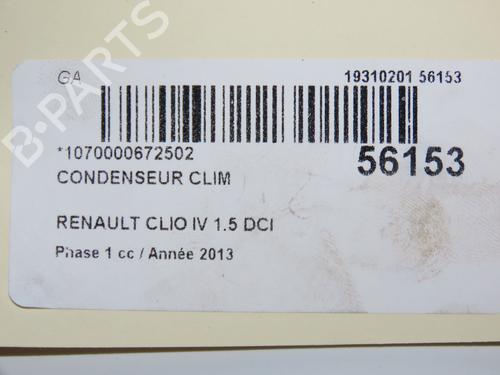 GA
19310201 56153
*1070000672502
56153
CONDENSEUR CLIM
RENAULT CLIO IV 1.5 DCI
Phase 1 cc / Année 2013
B-PARTS